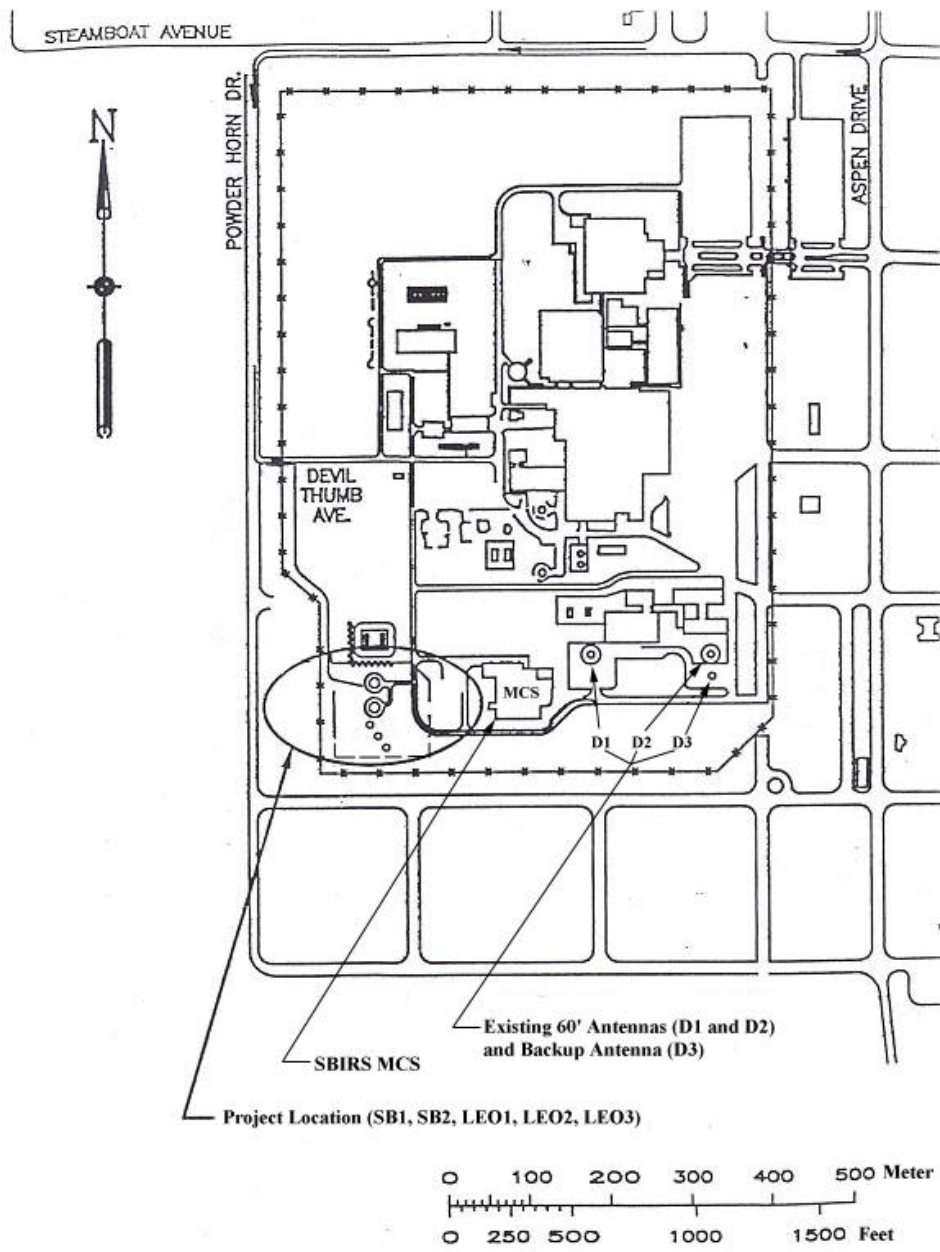 STEAMBOAT AVENUE
POWDER HORN DR.
N
ASPEN DRIVE
DEVIL
THUMB
AVE.
MCS
D1 D2 D3
Existing 60' Antennas (D1 and D2)
and Backup Antenna (D3)
SBIRS MCS
Project Location (SB1, SB2, LEO1, LEO2, LEO3)
0 100 200 300 400 500 Meter
0 250 500 1000 1500 Feet